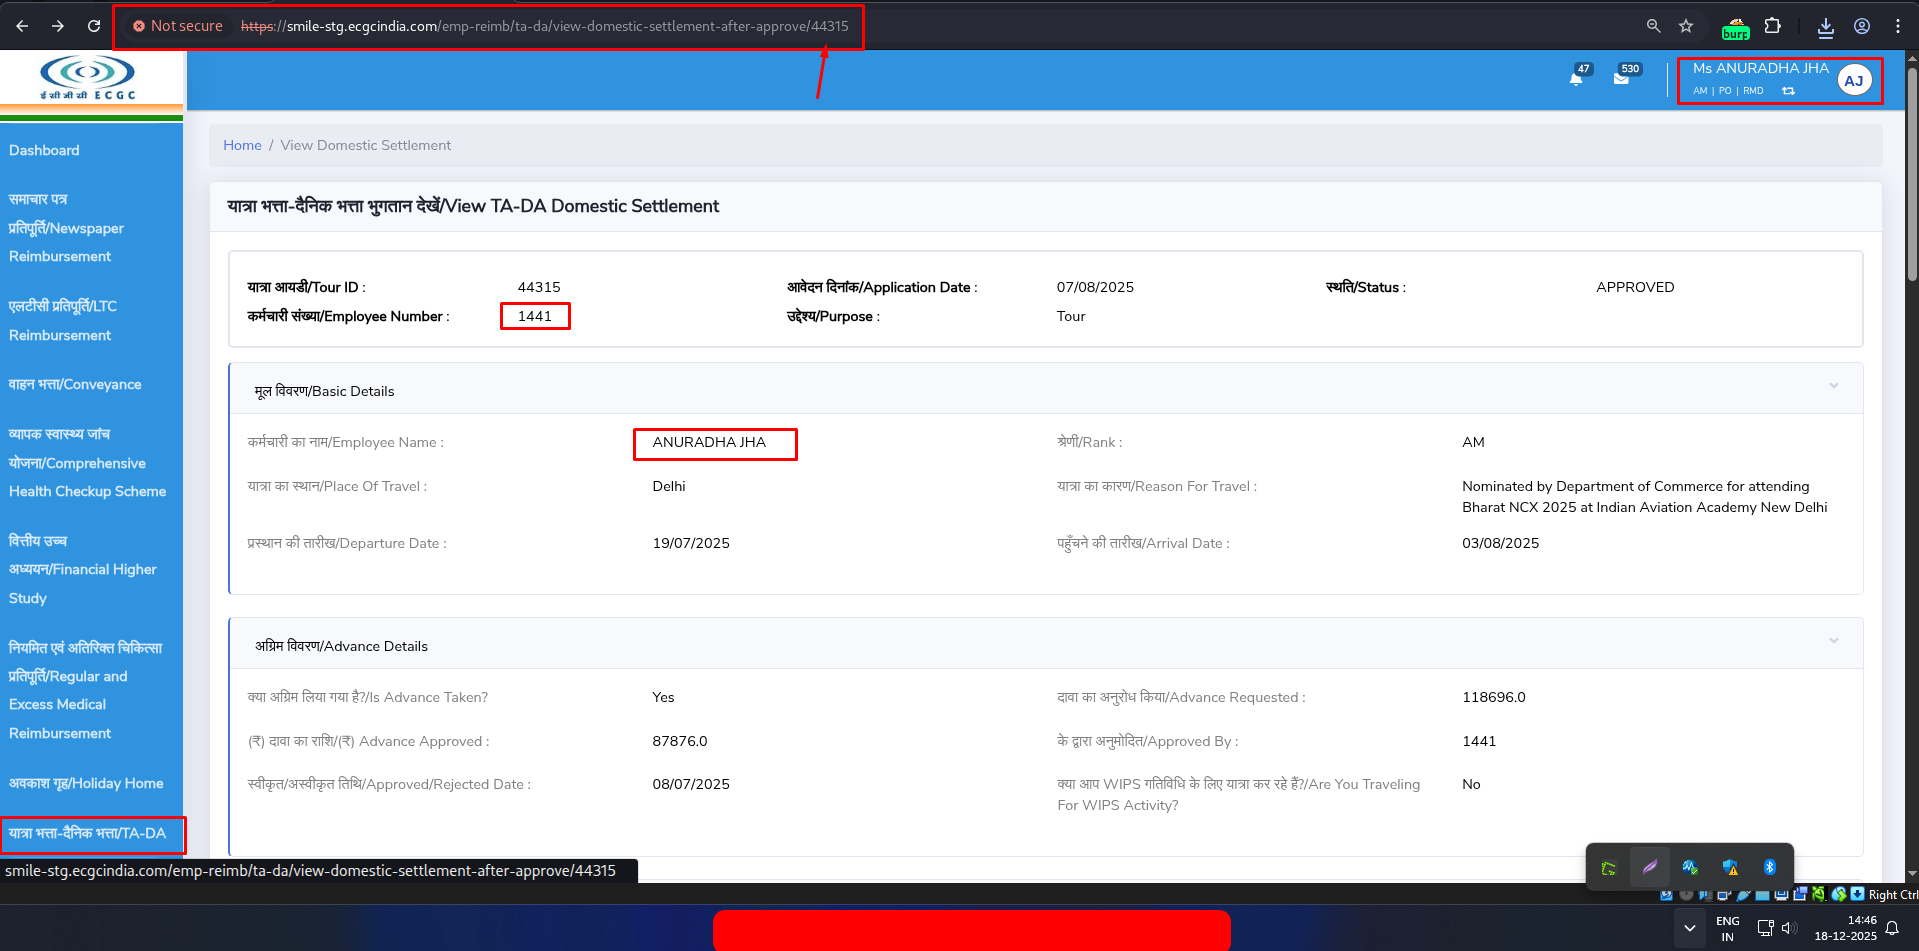 Not secure https://smile-stg.ecgcindia.com/emp-reimb/ta-da/view-domestic-settlement-after-approve/44315
burp
ई सी जी सी ECGC
47
530
Ms ANURADHA JHA
AM | PO | RMD
AJ
Dashboard
समाचार पत्र
प्रतिपूर्ति/Newspaper
Reimbursement
एलटीसी प्रतिपूर्ति/LTC
Reimbursement
वाहन भत्ता/Conveyance
व्यापक स्वास्थ्य जांच
योजना/Comprehensive
Health Checkup Scheme
वित्तीय उच्च
अध्ययन/Financial Higher
Study
नियमित एवं अतिरिक्त चिकित्सा
प्रतिपूर्ति/Regular and
Excess Medical
Reimbursement
अवकाश गृह/Holiday Home
यात्रा भत्ता-दैनिक भत्ता/TA-DA
Home / View Domestic Settlement
यात्रा भत्ता-दैनिक भत्ता भुगतान देखें/View TA-DA Domestic Settlement
यात्रा आयडी/Tour ID : 44315 आवेदन दिनांक/Application Date : 07/08/2025 स्थति/Status : APPROVED
कर्मचारी संख्या/Employee Number : 1441 उद्देश्य/Purpose : Tour
मूल विवरण/Basic Details
कर्मचारी का नाम/Employee Name : ANURADHA JHA श्रेणी/Rank : AM
यात्रा का स्थान/Place Of Travel : Delhi यात्रा का कारण/Reason For Travel : Nominated by Department of Commerce for attending
Bharat NCX 2025 at Indian Aviation Academy New Delhi
प्रस्थान की तारीख/Departure Date : 19/07/2025 पहुँचने की तारीख/Arrival Date : 03/08/2025
अग्रिम विवरण/Advance Details
क्या अग्रिम लिया गया है?/Is Advance Taken? Yes दावा का अनुरोध किया/Advance Requested : 118696.0
(₹) दावा का राशि/(₹) Advance Approved : 87876.0 के द्वारा अनुमोदित/Approved By : 1441
स्वीकृत/अस्वीकृत तिथि/Approved/Rejected Date : 08/07/2025 क्या आप WIPS गतिविधि के लिए यात्रा कर रहे हैं?/Are You Traveling No
For WIPS Activity?
smile-stg.ecgcindia.com/emp-reimb/ta-da/view-domestic-settlement-after-approve/44315
Right Ctrl
ENG
IN
14:46
18-12-2025